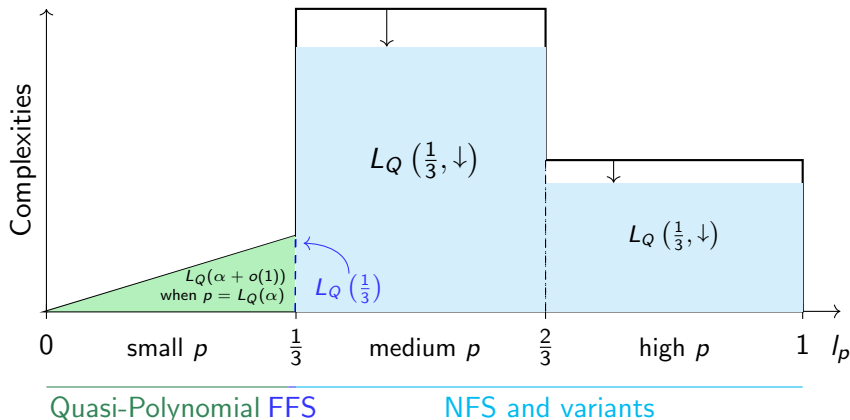 Complexities
L_Q (1/3, ↓)
L_Q (1/3, ↓)
L_Q(α + o(1))
when p = L_Q(α)
L_Q (1/3)
0 small p 1/3 medium p 2/3 high p 1 l_p
Quasi-Polynomial FFS NFS and variants